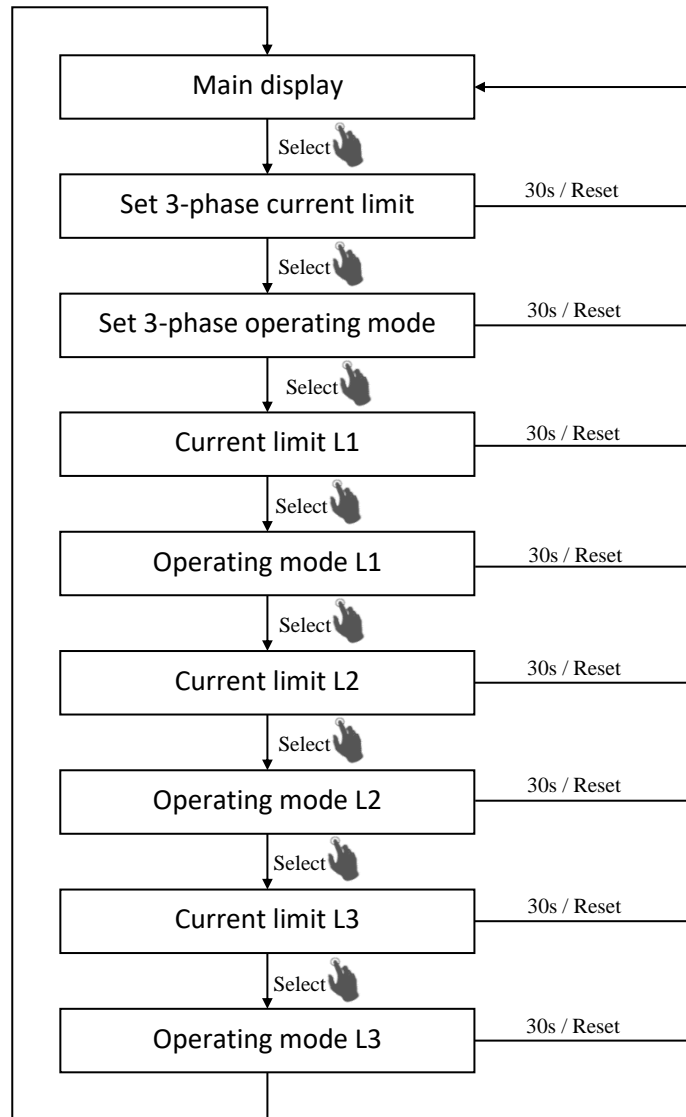 Main display
Select
Set 3-phase current limit
30s / Reset
Select
Set 3-phase operating mode
30s / Reset
Select
Current limit L1
30s / Reset
Select
Operating mode L1
30s / Reset
Select
Current limit L2
30s / Reset
Select
Operating mode L2
30s / Reset
Select
Current limit L3
30s / Reset
Select
Operating mode L3
30s / Reset